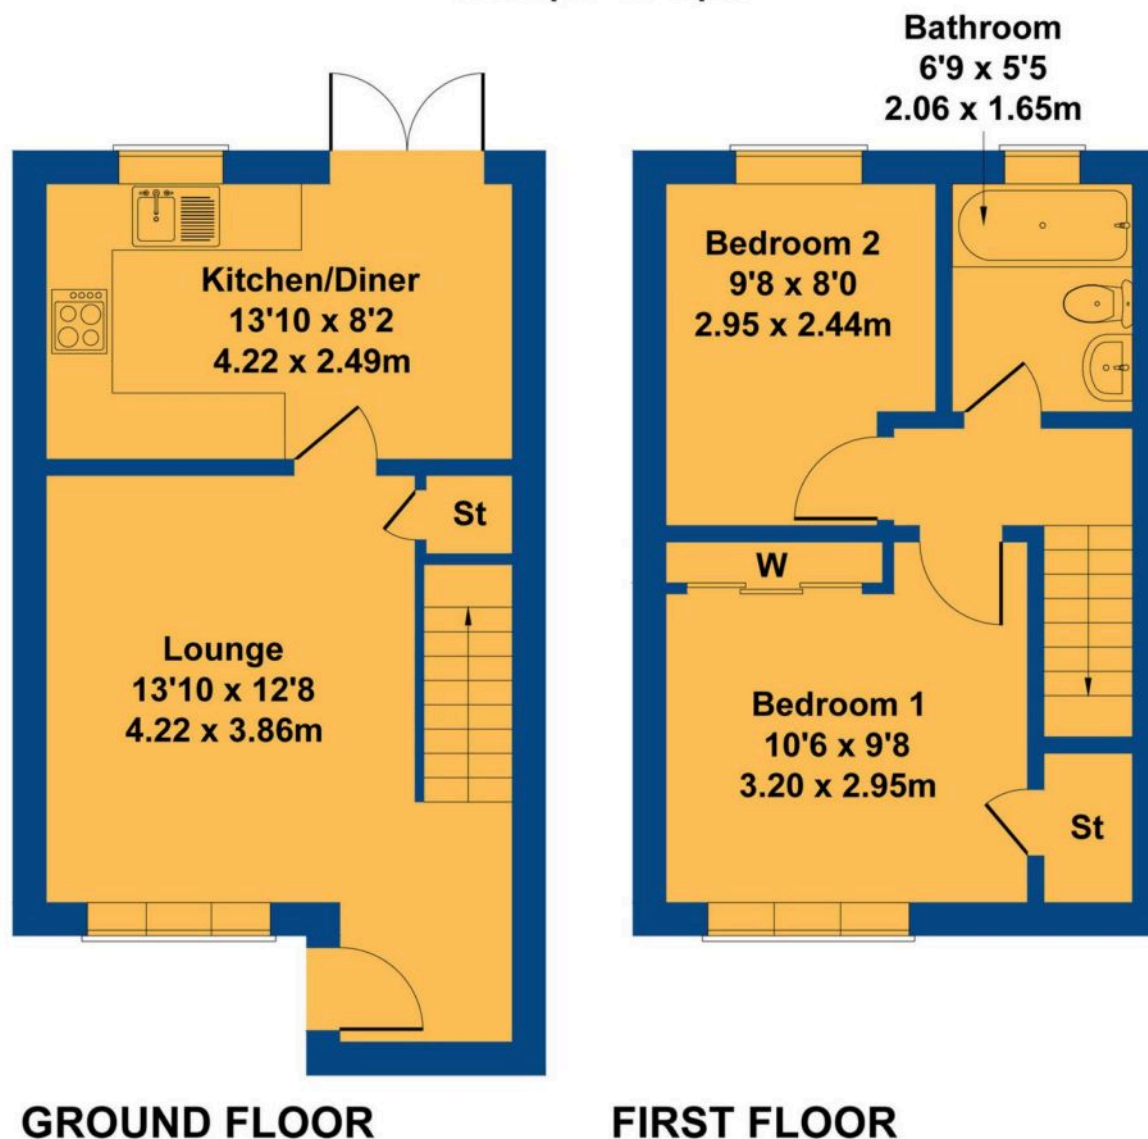 Bathroom
6'9 x 5'5
2.06 x 1.65m
Kitchen/Diner
13'10 x 8'2
4.22 x 2.49m
St
Lounge
13'10 x 12'8
4.22 x 3.86m
Bedroom 2
9'8 x 8'0
2.95 x 2.44m
W
Bedroom 1
10'6 x 9'8
3.20 x 2.95m
St
GROUND FLOOR
FIRST FLOOR